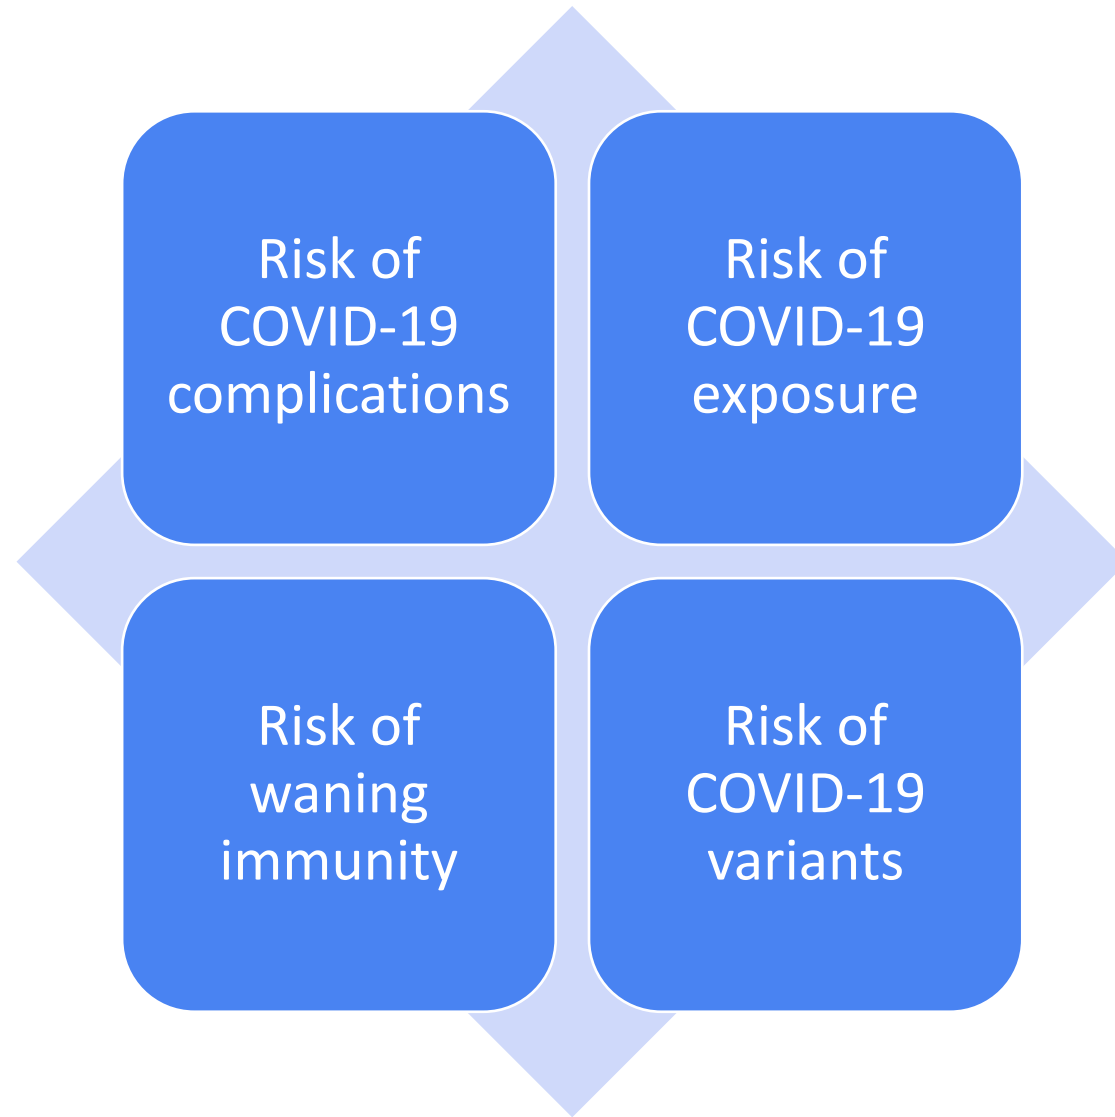 Risk of
COVID-19
complications
Risk of
COVID-19
exposure
Risk of
waning
immunity
Risk of
COVID-19
variants